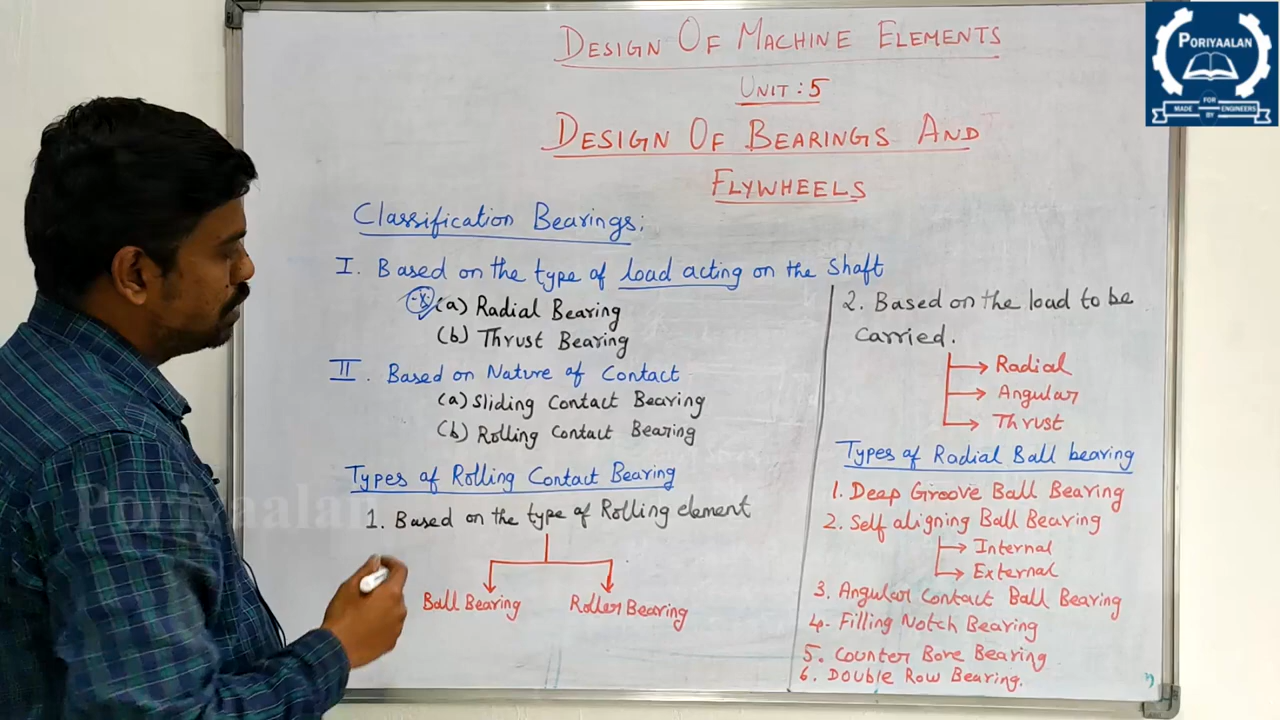 DESIGN OF MACHINE ELEMENTS
UNIT : 5
DESIGN OF BEARINGS AND
FLYWHEELS
Classification Bearings:
I. Based on the type of load acting on the shaft
(a) Radial Bearing
(b) Thrust Bearing
II. Based on Nature of Contact
(a) Sliding Contact Bearing
(b) Rolling Contact Bearing
Types of Rolling Contact Bearing
1. Based on the type of Rolling element
Ball Bearing Roller Bearing
2. Based on the load to be
carried.
Radial
Angular
Thrust
Types of Radial Ball bearing
1. Deep Groove Ball Bearing
2. Self aligning Ball Bearing
Internal
External
3. Angular Contact Ball Bearing
4. Filling Notch Bearing
5. Counter Bore Bearing
6. Double Row Bearing.
PORIYAALAN
MADE FOR BY ENGINEERS
Poriyaalan